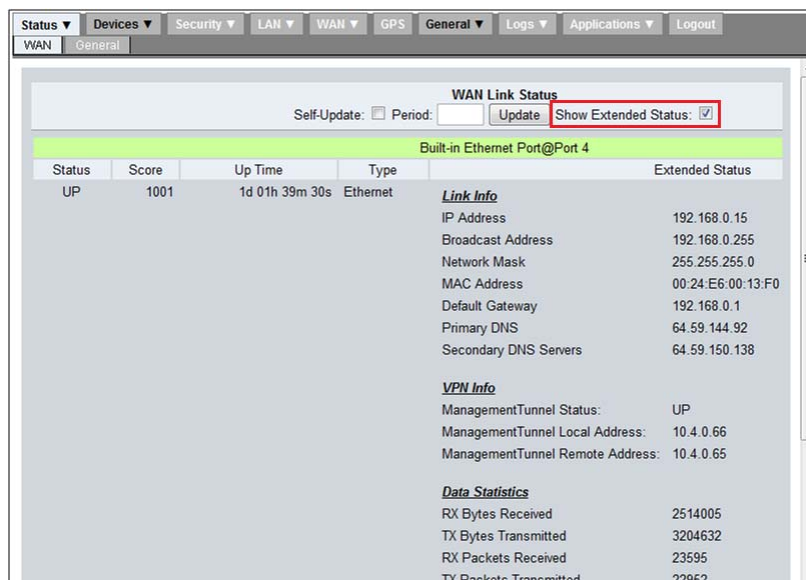 Status ▼ Devices ▼ Security ▼ LAN ▼ WAN ▼ GPS General ▼ Logs ▼ Applications ▼ Logout
WAN General
WAN Link Status
Self-Update: Period: Update Show Extended Status:
Built-in Ethernet Port@Port 4
Status Score Up Time Type Extended Status
UP 1001 1d 01h 39m 30s Ethernet Link Info
IP Address 192.168.0.15
Broadcast Address 192.168.0.255
Network Mask 255.255.255.0
MAC Address 00:24:E6:00:13:F0
Default Gateway 192.168.0.1
Primary DNS 64.59.144.92
Secondary DNS Servers 64.59.150.138
VPN Info
ManagementTunnel Status: UP
ManagementTunnel Local Address: 10.4.0.66
ManagementTunnel Remote Address: 10.4.0.65
Data Statistics
RX Bytes Received 2514005
TX Bytes Transmitted 3204632
RX Packets Received 23595
TX Packets Transmitted 22952